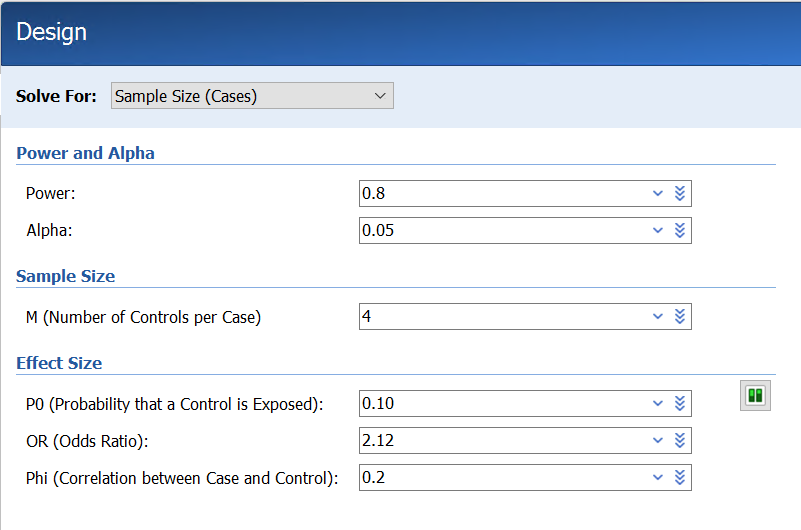 Design
Solve For: Sample Size (Cases)
Power and Alpha
Power: 0.8
Alpha: 0.05
Sample Size
M (Number of Controls per Case) 4
Effect Size
P0 (Probability that a Control is Exposed): 0.10
OR (Odds Ratio): 2.12
Phi (Correlation between Case and Control): 0.2